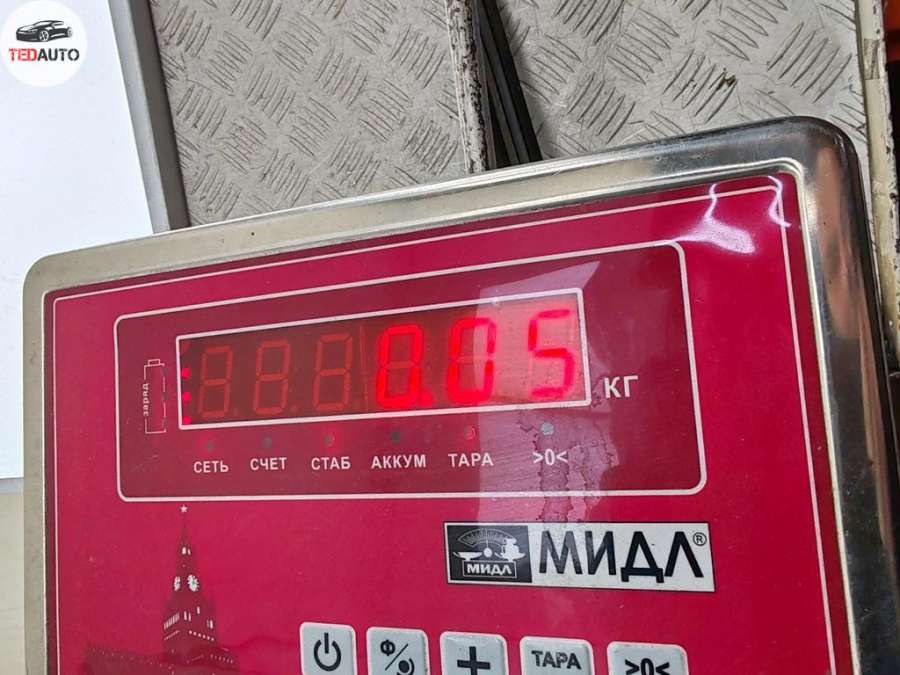 TEDAUTO
заряд
0.05
КГ
СЕТЬ СЧЕТ СТАБ АККУМ ТАРА >0<
МИДЛ МИДЛ®
Ф % + ТАРА >0<